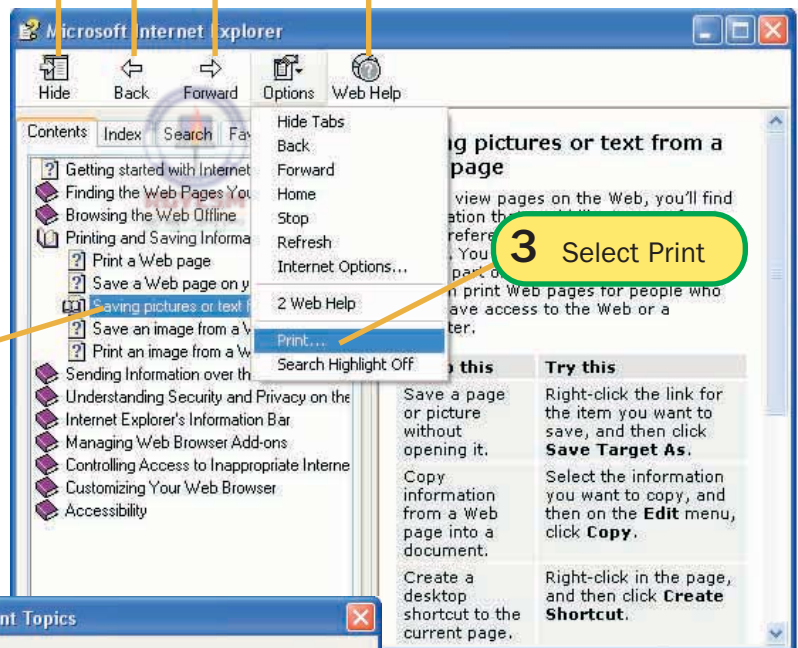 Microsoft Internet Explorer
Hide Back Forward Options Web Help
Contents Index Search
Getting started with Internet
Finding the Web Pages
Browsing the Web Offline
Printing and Saving
Print a Web page
Save a Web page on
Saving pictures or text
Save an image from a
Print an image from a
Sending Information over
Understanding Security and Privacy on the
Internet Explorer's Information Bar
Managing Web Browser Add-ons
Controlling Access to Inappropriate
Customizing Your Web Browser
Accessibility
Hide Tabs
Back
Forward
Home
Stop
Refresh
Internet Options...
2 Web Help
Print...
Search Highlight Off
3 Select Print
pictures or text from a
page
view pages on the Web, you'll find
print Web pages for people who
access to the Web or a
this Try this
Save a page
or picture
without
opening it.
Right-click the link for
the item you want to
save, and then click
Save Target As.
Copy
information
from a Web
page into a
document.
Select the information
you want to copy, and
then on the Edit menu,
click Copy.
Create a
desktop
shortcut to the
current page.
Right-click in the page,
and then click Create
Shortcut.
Topics